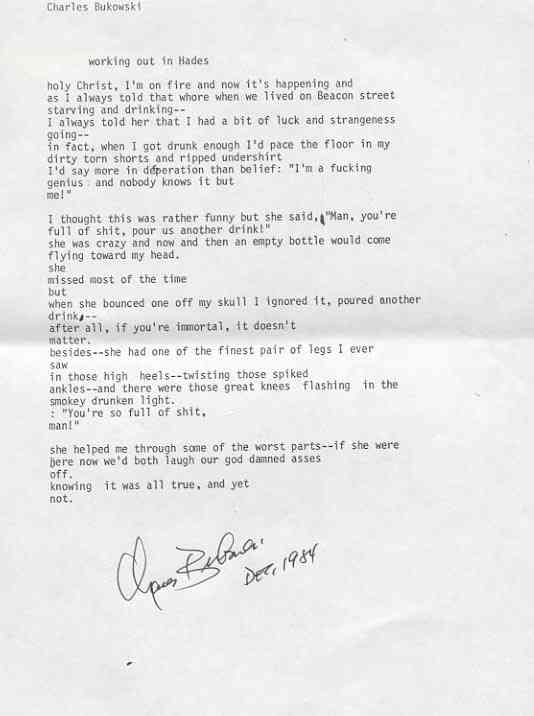 Charles Bukowski
working out in Hades
holy Christ, I'm on fire and now it's happening and
as I always told that whore when we lived on Beacon street
starving and drinking--
I always told her that I had a bit of luck and strangeness
going--
in fact, when I got drunk enough I'd pace the floor in my
dirty torn shorts and ripped undershirt
I'd say more in deperation than belief: "I'm a fucking
genius and nobody knows it but
me!"
I thought this was rather funny but she said, "Man, you're
full of shit, pour us another drink!"
she was crazy and now and then an empty bottle would come
flying toward my head.
she
missed most of the time
but
when she bounced one off my skull I ignored it, poured another
drink,--
after all, if you're immortal, it doesn't
matter.
besides--she had one of the finest pair of legs I ever
saw
in those high heels--twisting those spiked
ankles--and there were those great knees flashing in the
smokey drunken light.
: "You're so full of shit,
man!"
she helped me through some of the worst parts--if she were
here now we'd both laugh our god damned asses
off.
knowing it was all true, and yet
not.
Charles Bukowski
Dec, 1984